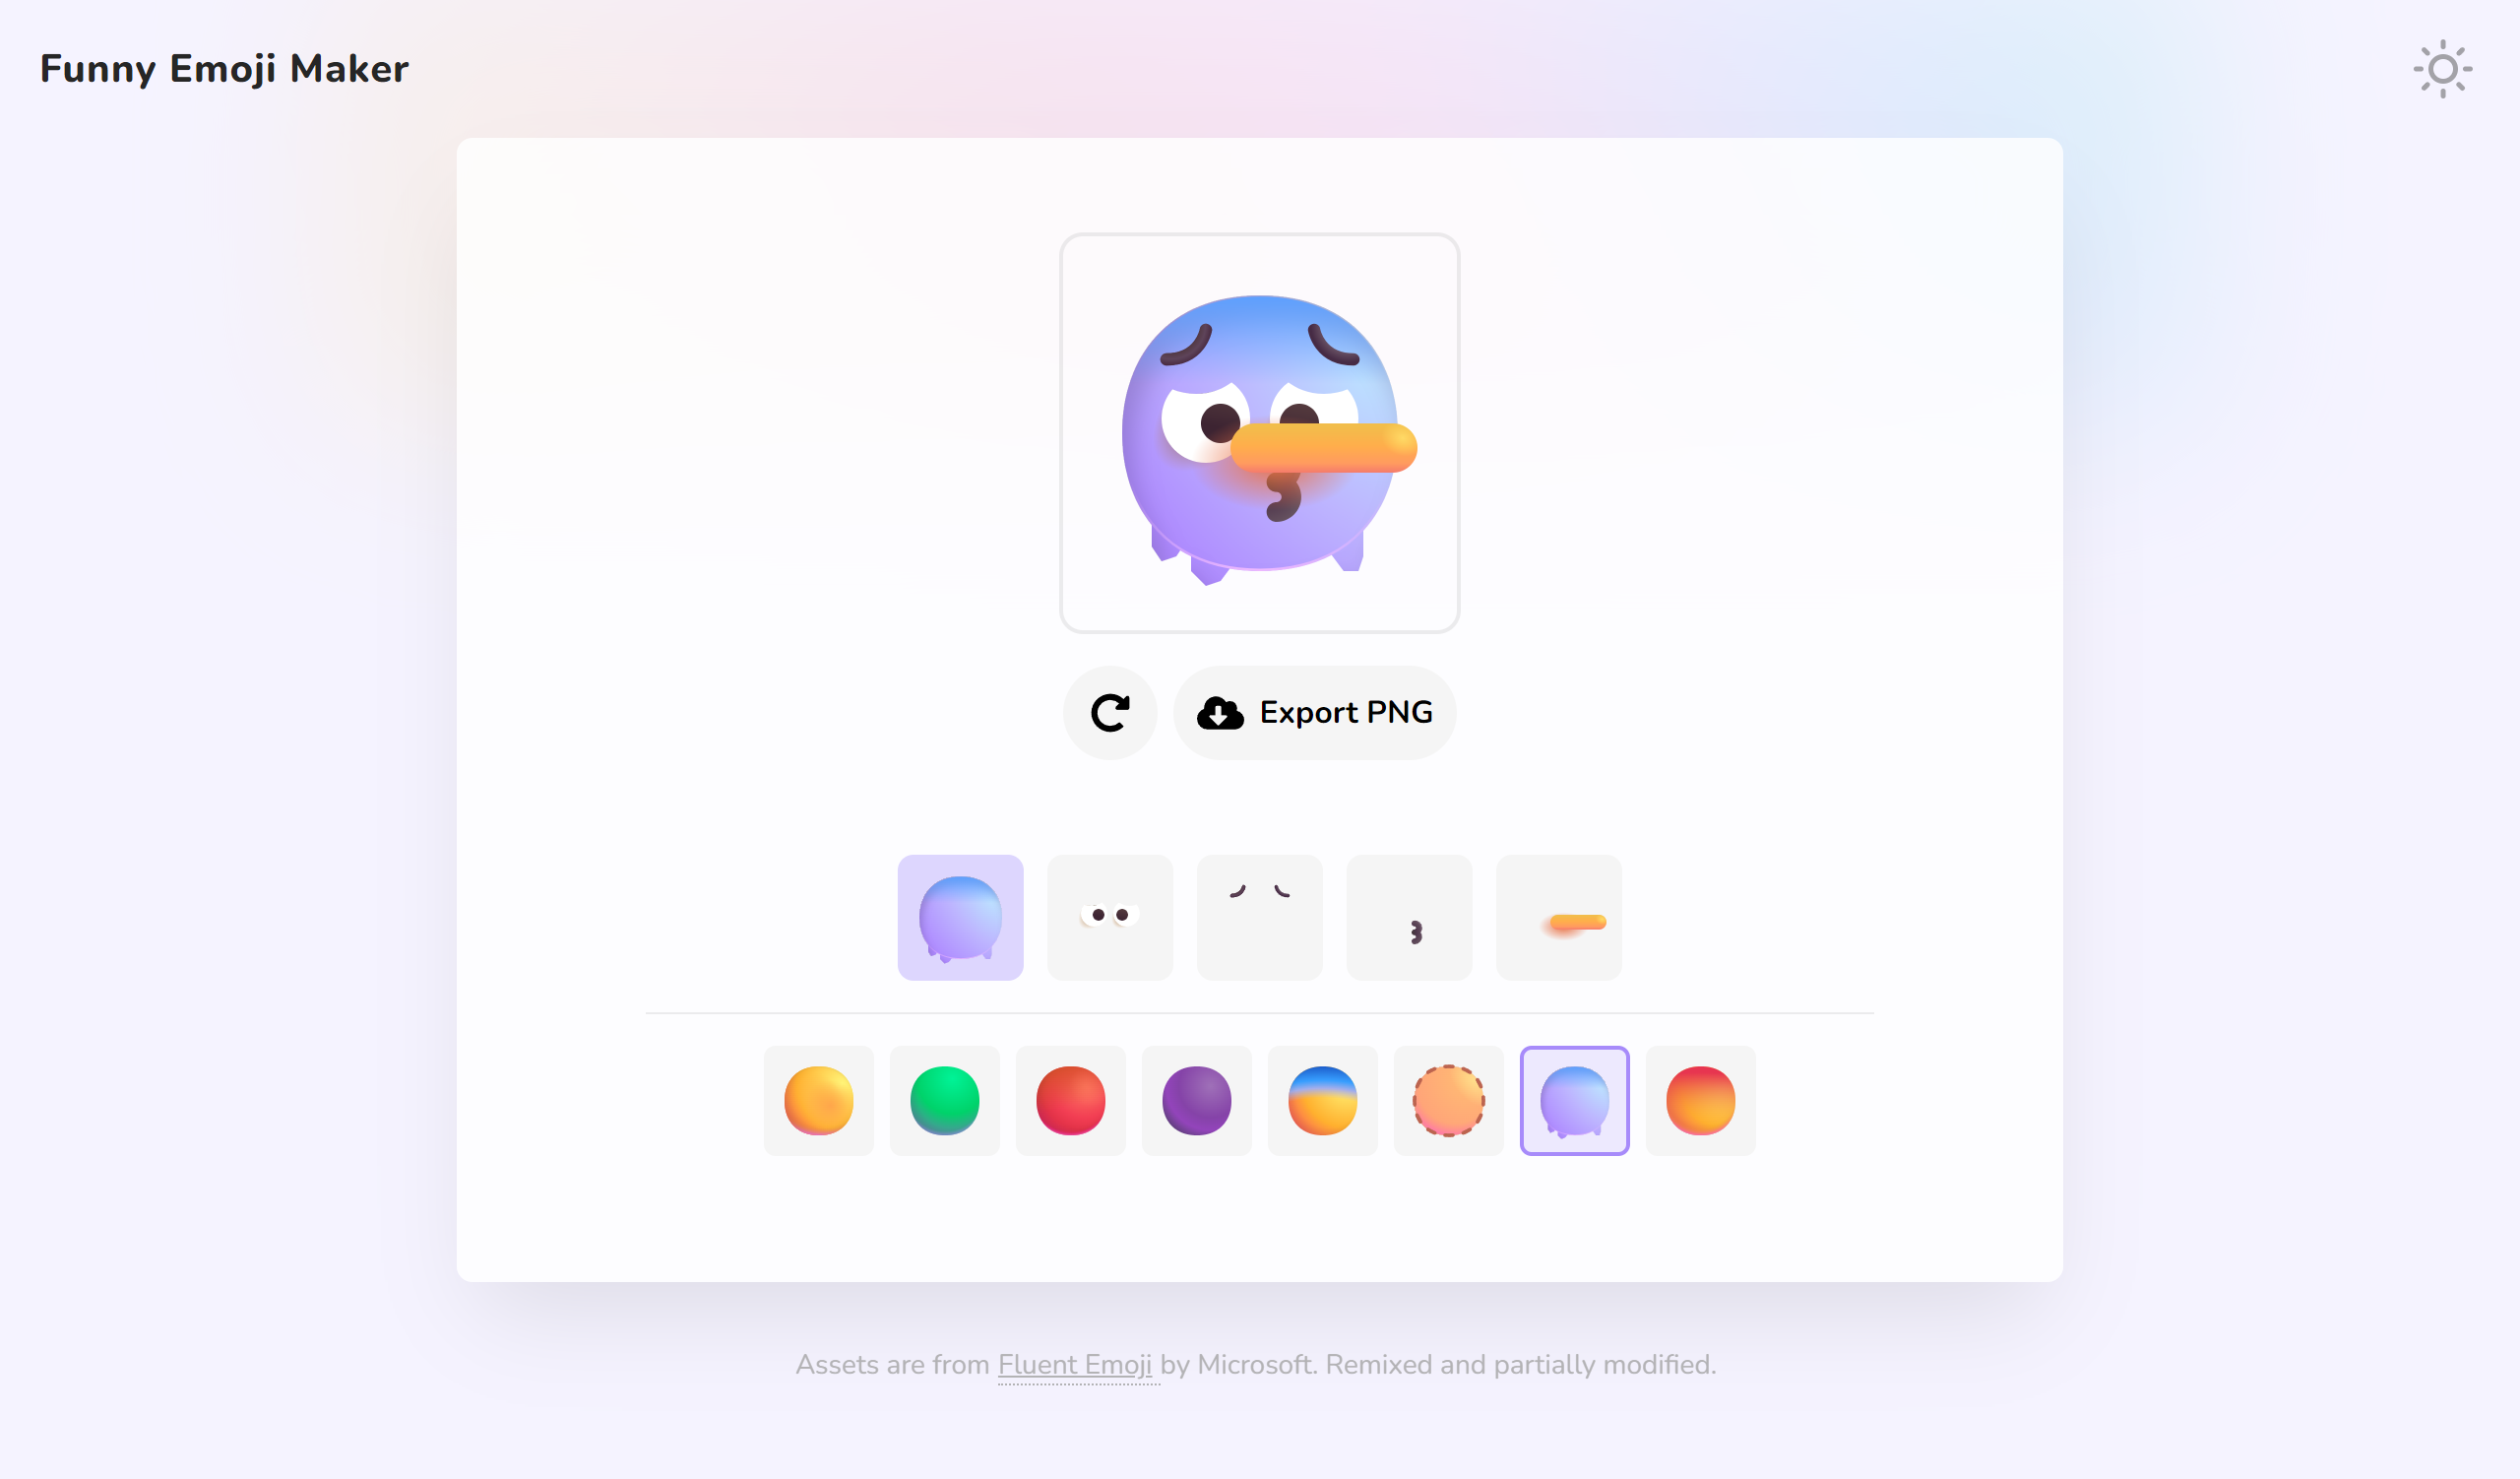 Funny Emoji Maker
Export PNG
Assets are from Fluent Emoji by Microsoft. Remixed and partially modified.